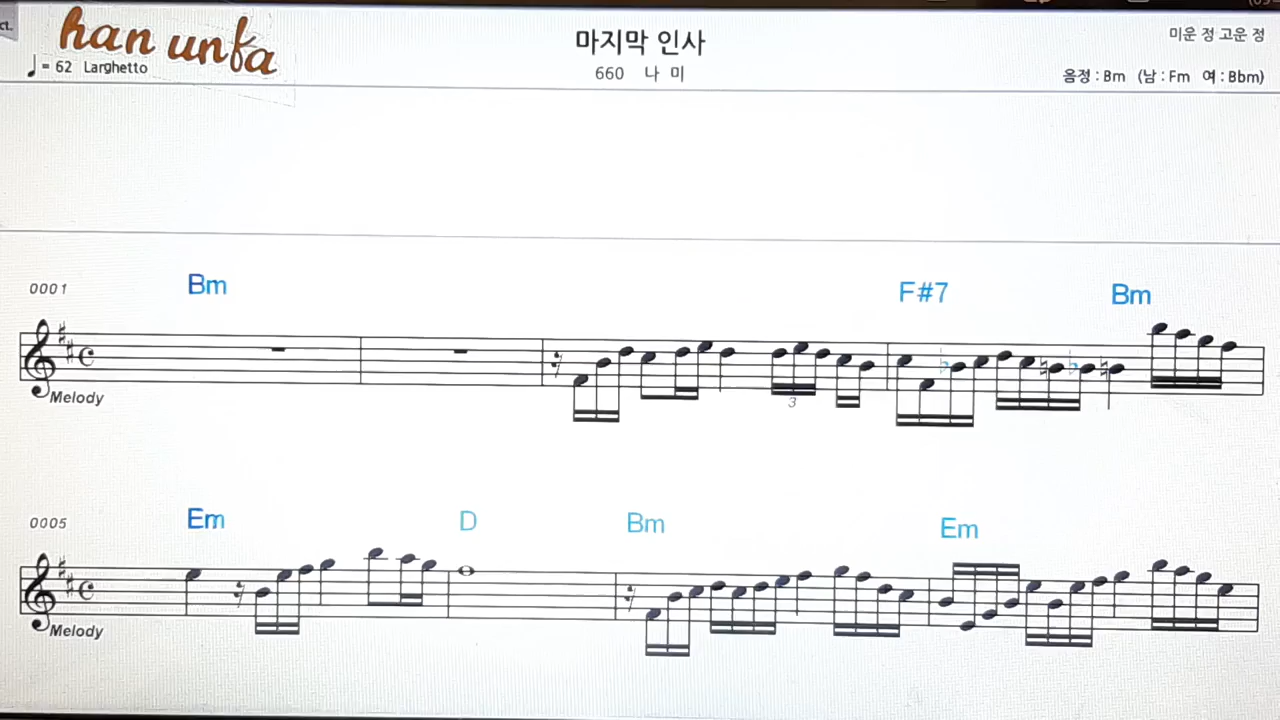 han unfa
마지막 인사
미운 정 고운 정
♩= 62 Larghetto
660 나 미
음정 : Bm (남 : Fm 여 : Bbm)
0001
Bm
F#7
Bm
Melody
3
0005
Em
D
Bm
Em
Melody